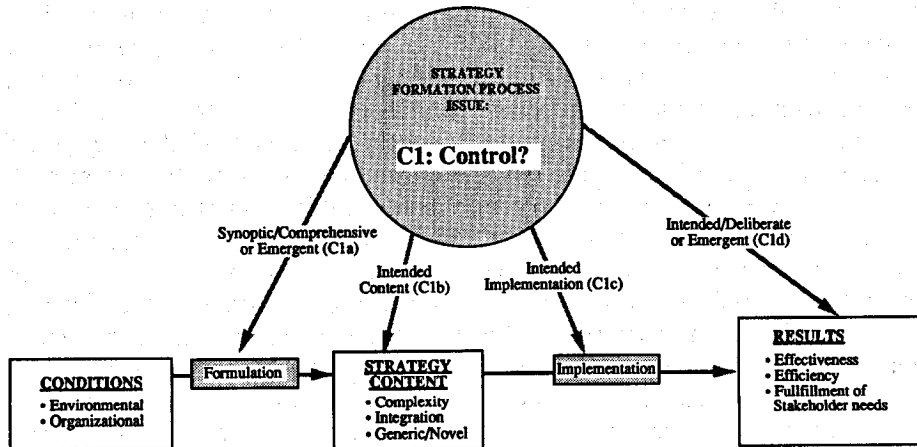 STRATEGY
FORMATION PROCESS
ISSUE:
C1: Control?
Synoptic/Comprehensive
or Emergent (C1a)
Intended
Content (C1b)
Intended
Implementation (C1c)
Intended/Deliberate
or Emergent (C1d)
CONDITIONS
• Environmental
• Organizational
Formulation
STRATEGY
CONTENT
• Complexity
• Integration
• Generic/Novel
Implementation
RESULTS
• Effectiveness
• Efficiency
• Fullfillment of
Stakeholder needs